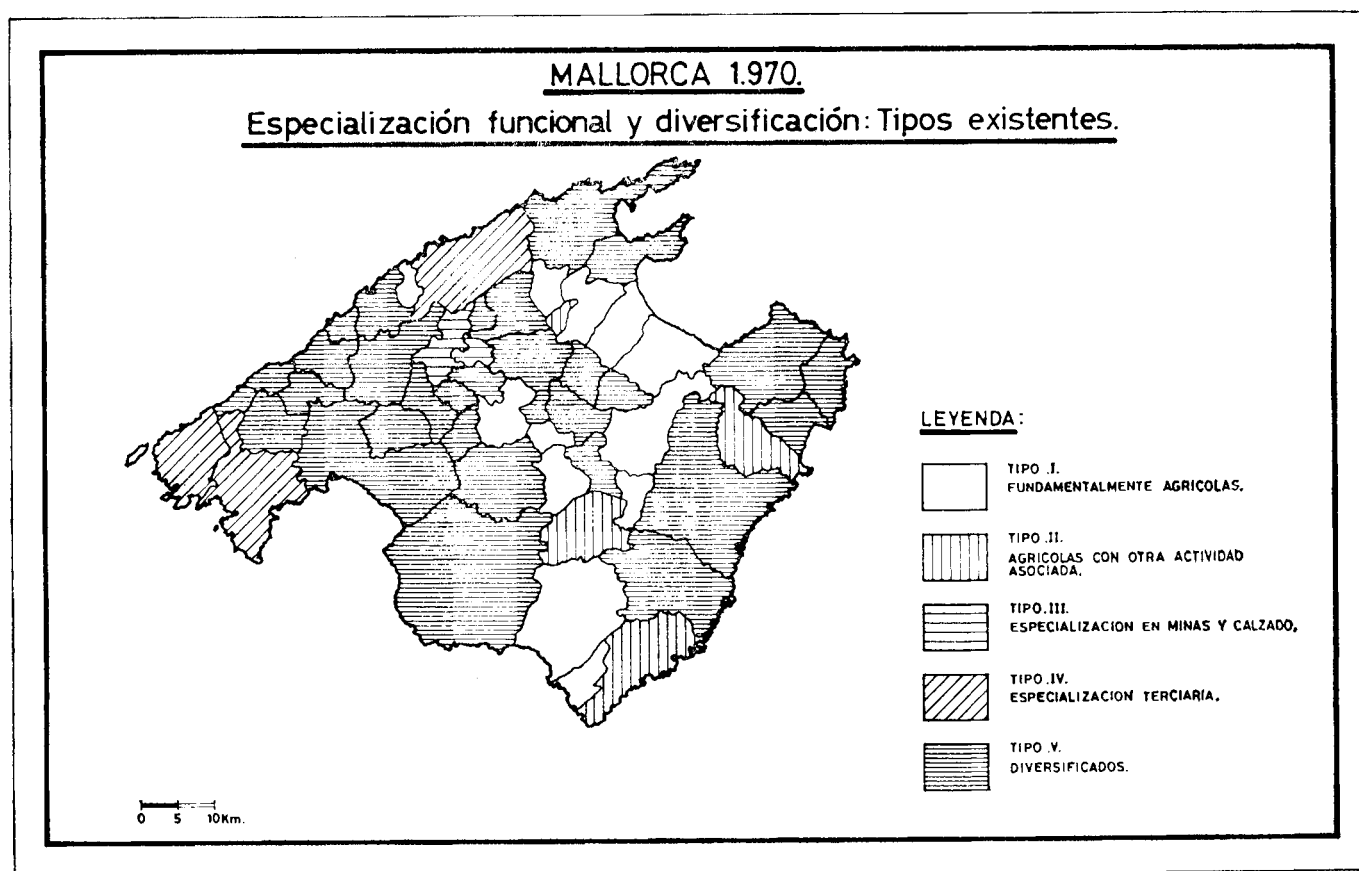 MALLORCA 1.970.
Especialización funcional y diversificación: Tipos existentes.
LEYENDA:
TIPO .I.
FUNDAMENTALMENTE AGRICOLAS.
TIPO .II.
AGRICOLAS CON OTRA ACTIVIDAD
ASOCIADA.
TIPO.III.
ESPECIALIZACION EN MINAS Y CALZADO.
TIPO .IV.
ESPECIALIZACION TERCIARIA.
TIPO .V.
DIVERSIFICADOS.
0 5 10Km.